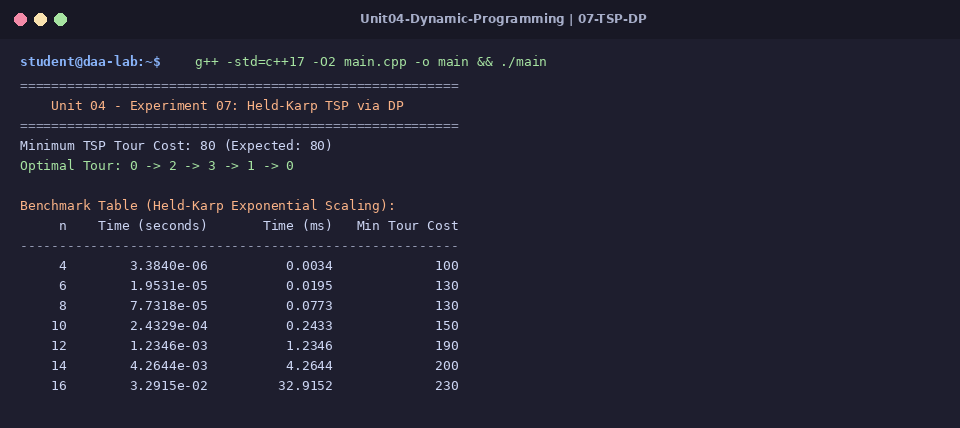 Unit04-Dynamic-Programming | 07-TSP-DP
student@daa-lab:~$ g++ -std=c++17 -O2 main.cpp -o main && ./main
========================================================
    Unit 04 - Experiment 07: Held-Karp TSP via DP
========================================================
Minimum TSP Tour Cost: 80 (Expected: 80)
Optimal Tour: 0 -> 2 -> 3 -> 1 -> 0
Benchmark Table (Held-Karp Exponential Scaling):
     n    Time (seconds)       Time (ms)   Min Tour Cost
--------------------------------------------------------
     4        3.3840e-06          0.0034             100
     6        1.9531e-05          0.0195             130
     8        7.7318e-05          0.0773             130
    10        2.4329e-04          0.2433             150
    12        1.2346e-03          1.2346             190
    14        4.2644e-03          4.2644             200
    16        3.2915e-02         32.9152             230